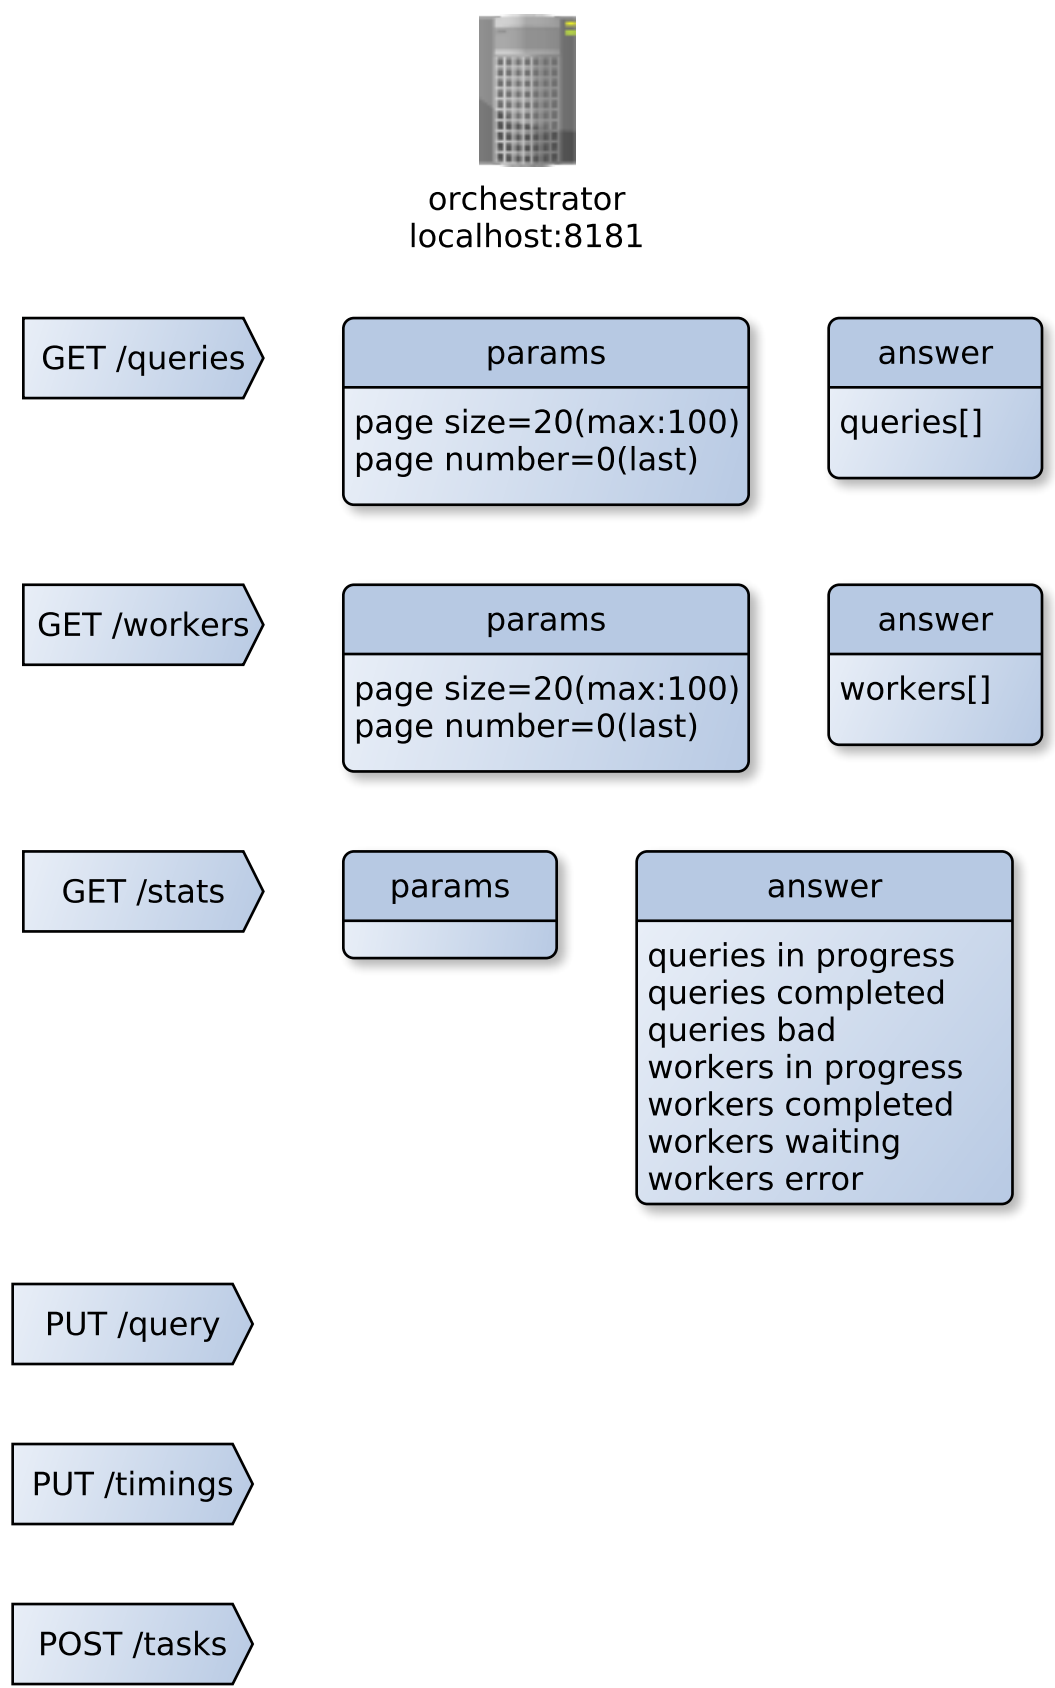 orchestrator
localhost:8181
GET /queries
params
page size=20(max:100)
page number=0(last)
answer
queries[]
GET /workers
params
page size=20(max:100)
page number=0(last)
answer
workers[]
GET /stats
params
answer
queries in progress
queries completed
queries bad
workers in progress
workers completed
workers waiting
workers error
PUT /query
PUT /timings
POST /tasks